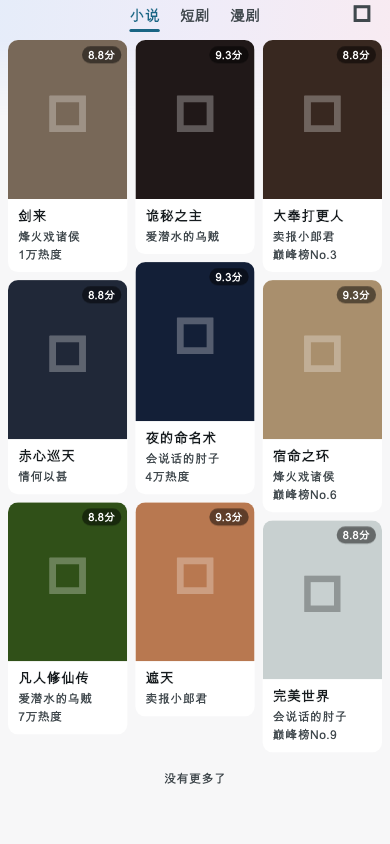 小说 短剧 漫剧
8.8分
剑来
烽火戏诸侯
1万热度
9.3分
诡秘之主
爱潜水的乌贼
8.8分
大奉打更人
卖报小郎君
巅峰榜No.3
8.8分
赤心巡天
情何以甚
9.3分
夜的命名术
会说话的肘子
4万热度
9.3分
宿命之环
烽火戏诸侯
巅峰榜No.6
8.8分
凡人修仙传
爱潜水的乌贼
7万热度
9.3分
遮天
卖报小郎君
8.8分
完美世界
会说话的肘子
巅峰榜No.9
没有更多了